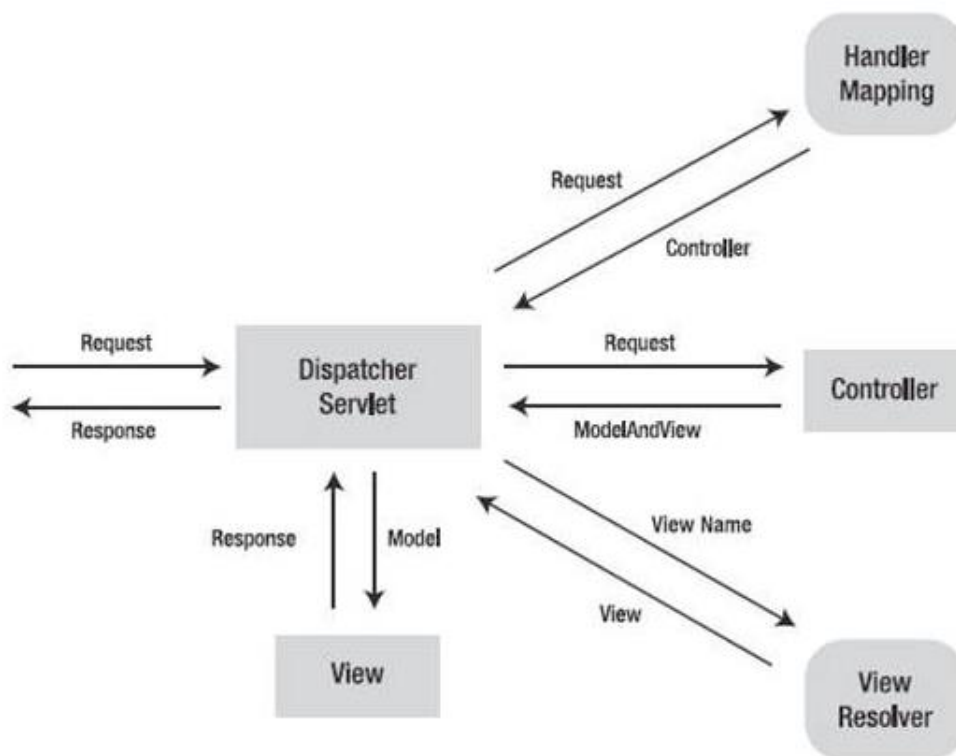 Handler
Mapping
Request
Controller
Request
Response
Dispatcher
Servlet
Request
ModelAndView
Controller
Response
Model
View Name
View
View
View
Resolver